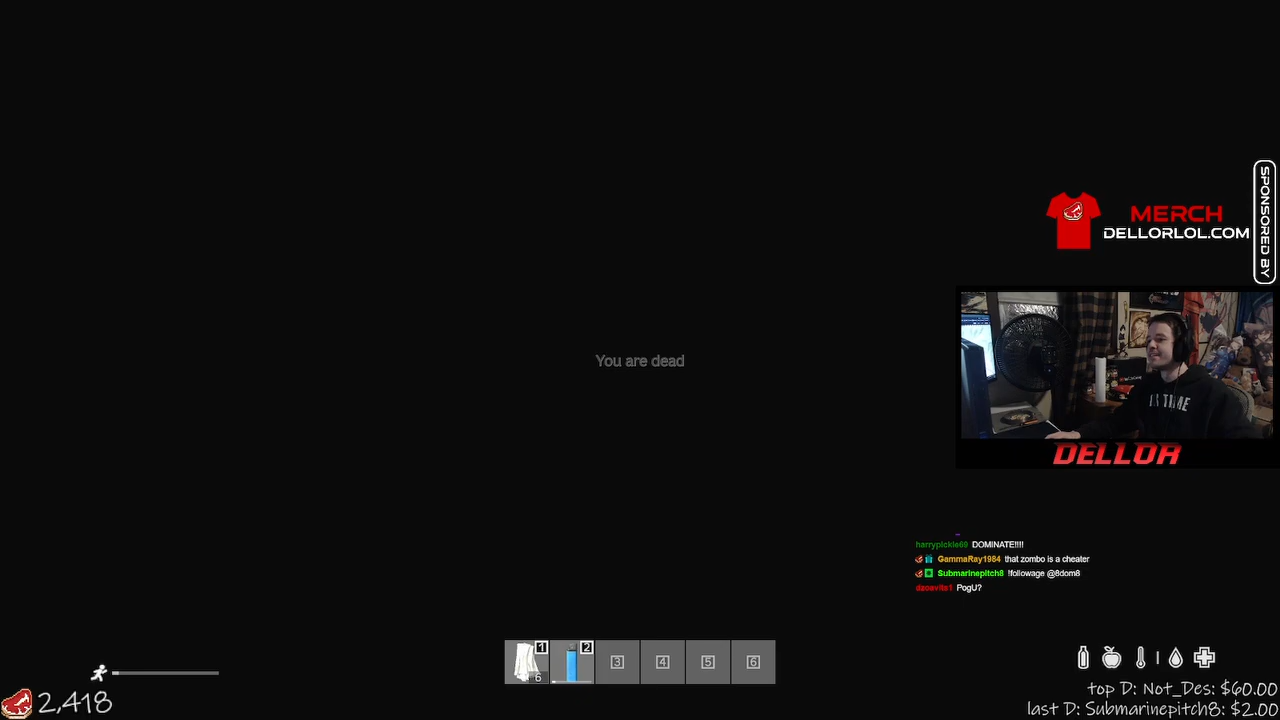 SPONSORED BY
MERCH
DELLORLOL.COM
You are dead
DELLOR
harrypickle69 DOMINATE!!!!
GammaRay1984 that zombo is a cheater
Submarinepitch8 !followage @8dom8
PogU?
1 2 3 4 5 6
6
2,418
top D: Not_Des: $60.00
last D: Submarinepitch8: $2.00